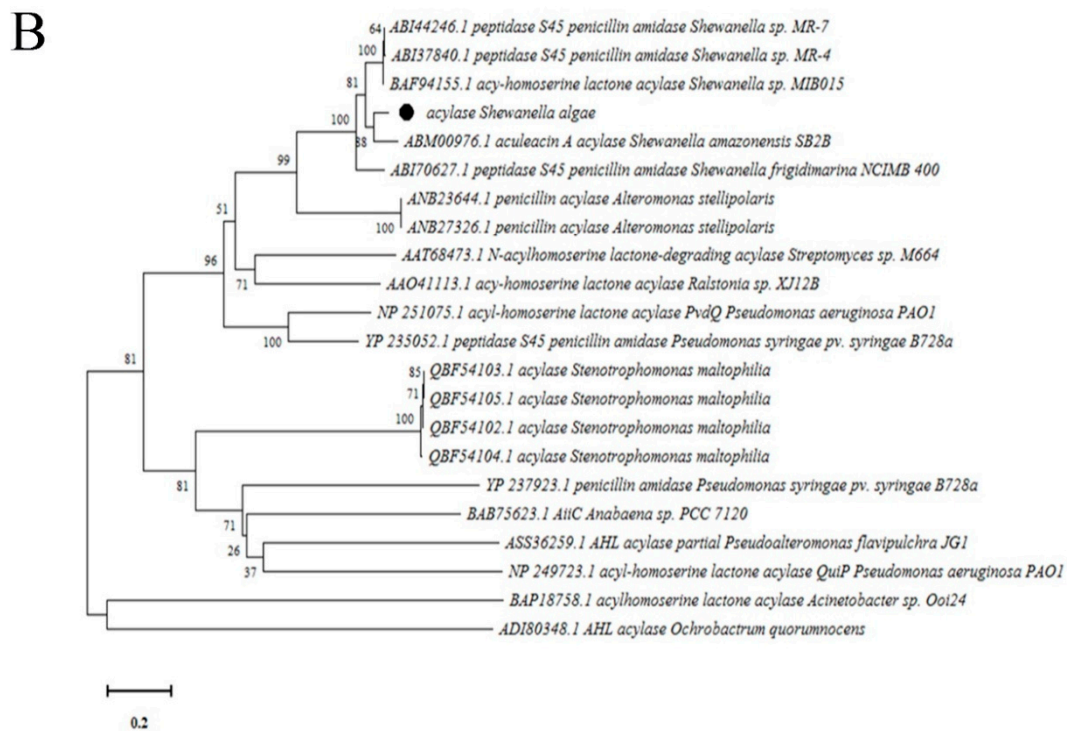 B
64
ABI44246.1 peptidase S45 penicillin amidase Shewanella sp. MR-7
100
ABI37840.1 peptidase S45 penicillin amidase Shewanella sp. MR-4
81
BAF94155.1 acy-homoserine lactone acylase Shewanella sp. MIB015
100
acylase Shewanella algae
88
ABM00976.1 aculeacin A acylase Shewanella amazonensis SB2B
99
ABI70627.1 peptidase S45 penicillin amidase Shewanella frigidimarina NCIMB 400
ANB23644.1 penicillin acylase Alteromonas stellipolaris
51
100
ANB27326.1 penicillin acylase Alteromonas stellipolaris
96
AAT68473.1 N-acylhomoserine lactone-degrading acylase Streptomyces sp. M664
71
AAO41113.1 acy-homoserine lactone acylase Ralstonia sp. XJ12B
NP 251075.1 acyl-homoserine lactone acylase PvdQ Pseudomonas aeruginosa PAO1
100
YP 235052.1 peptidase S45 penicillin amidase Pseudomonas syringae pv. syringae B728a
81
85
QBF54103.1 acylase Stenotrophomonas maltophilia
71
QBF54105.1 acylase Stenotrophomonas maltophilia
100
QBF54102.1 acylase Stenotrophomonas maltophilia
QBF54104.1 acylase Stenotrophomonas maltophilia
81
YP 237923.1 penicillin amidase Pseudomonas syringae pv. syringae B728a
71
BAB75623.1 AiiC Anabaena sp. PCC 7120
26
ASS36259.1 AHL acylase partial Pseudoalteromonas flavipulchra JG1
37
NP 249723.1 acyl-homoserine lactone acylase QuiP Pseudomonas aeruginosa PAO1
BAP18758.1 acylhomoserine lactone acylase Acinetobacter sp. Ooi24
ADI80348.1 AHL acylase Ochrobactrum quorumnocens
0.2